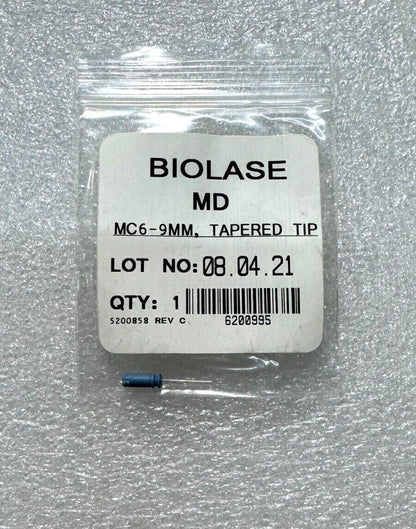 BIOLASE
MD
MC6-9MM, TAPERED TIP
LOT NO: 08.04.21
QTY: 1
5200858 REV C 6200995